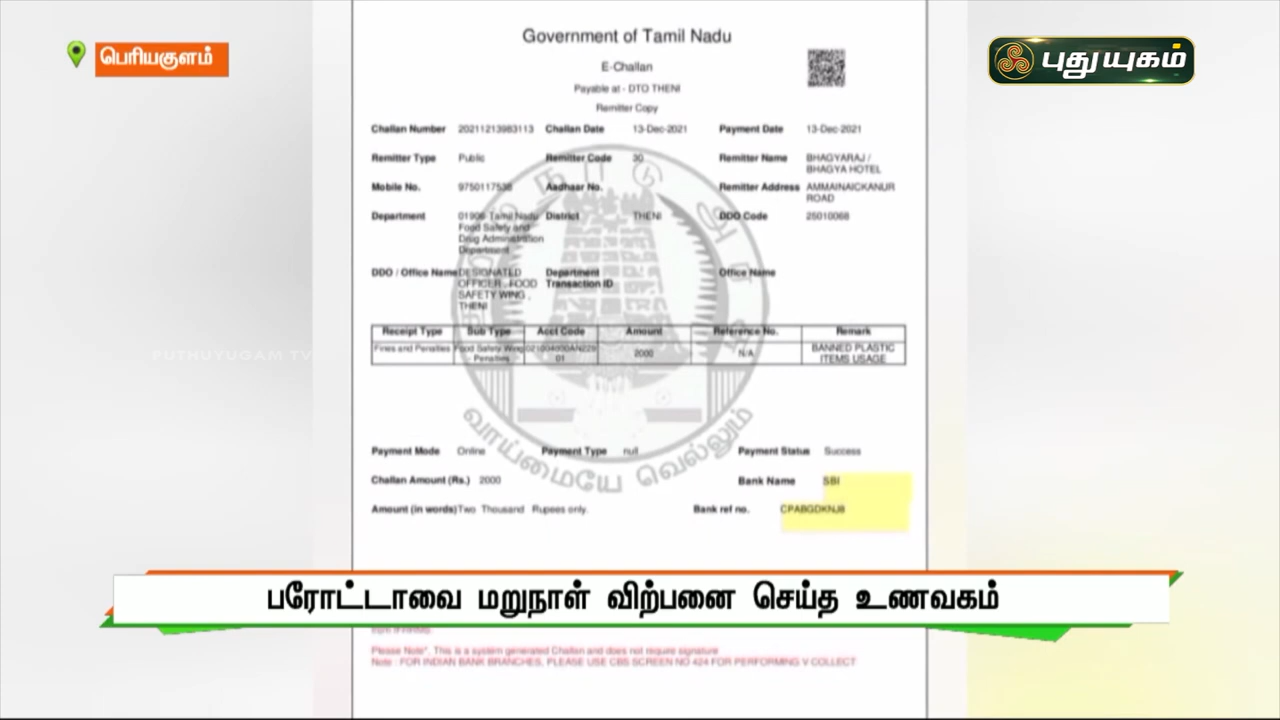 பெரியகுளம்
புதுயுகம்
Government of Tamil Nadu
E-Challan
Payable at - DTO THENI
Remitter Copy
Challan Number 20211213983113 Challan Date 13-Dec-2021 Payment Date 13-Dec-2021
Remitter Type Public Remitter Code 30 Remitter Name BHAGYARAJ /
BHAGYA HOTEL
Mobile No. 9750117538 Aadhaar No. Remitter Address AMMAINAICKANUR
ROAD
Department 01906 Tamil Nadu District THENI DDO Code 25010068
Food Safety and
Drug Administration
Department
DDO / Office Name DESIGNATED Department Office Name
OFFICER , FOOD Transaction ID
SAFETY WING ,
THENI
Receipt Type Sub Type Acct Code Amount Reference No. Remark
Fines and Penalties Food Safety Wing 2000 N/A BANNED PLASTIC
- Penalties 01 ITEMS USAGE
PUTHUYUGAM TV
வாய்மையே வெல்லும்
Payment Mode Online Payment Type null Payment Status Success
Challan Amount (Rs.) 2000 Bank Name SBI
Amount (in words) Two Thousand Rupees only. Bank ref no. CPABGDKNJ8
பரோட்டாவை மறுநாள் விற்பனை செய்த உணவகம்
Please Note*. This is a system generated Challan and does not require signature
Note : FOR INDIAN BANK BRANCHES, PLEASE USE CBS SCREEN NO 424 FOR PERFORMING V COLLECT